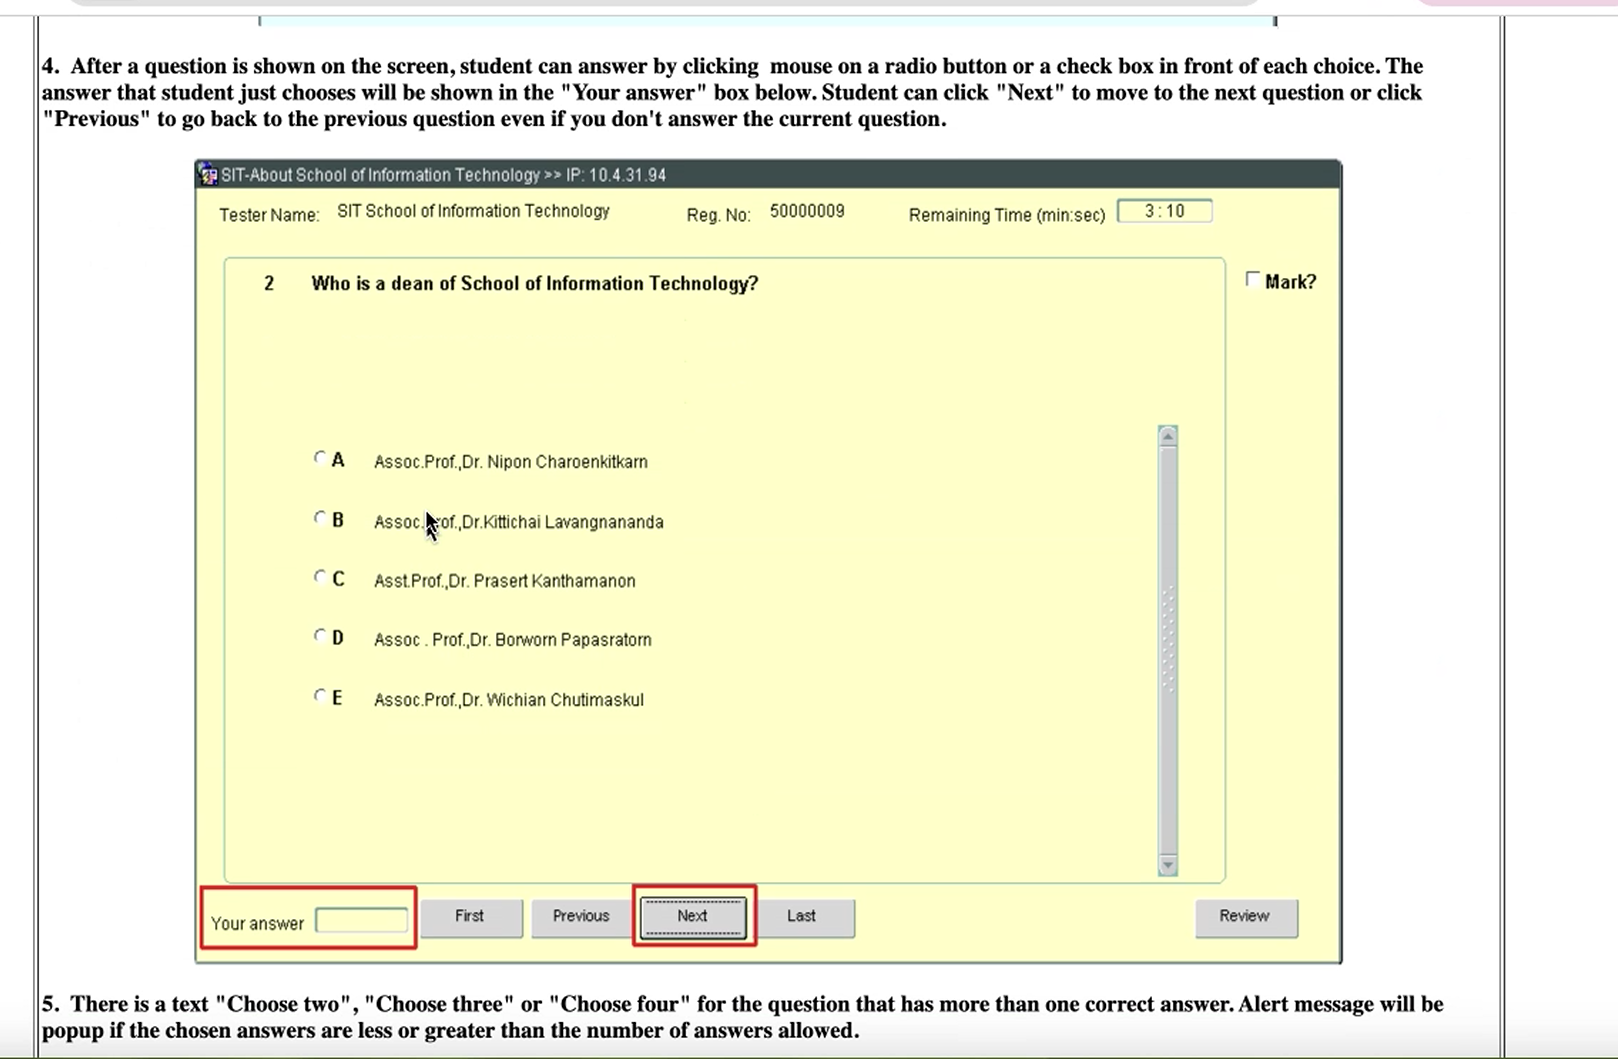 4. After a question is shown on the screen, student can answer by clicking mouse on a radio button or a check box in front of each choice. The
answer that student just chooses will be shown in the "Your answer" box below. Student can click "Next" to move to the next question or click
"Previous" to go back to the previous question even if you don't answer the current question.
SIT-About School of Information Technology >> IP: 10.4.31.94
Tester Name: SIT School of Information Technology Reg. No: 50000009 Remaining Time (min:sec) 3:10
2 Who is a dean of School of Information Technology? Mark?
A Assoc.Prof.,Dr. Nipon Charoenkitkarn
B Assoc.Prof.,Dr.Kittichai Lavangnananda
C Asst.Prof.,Dr. Prasert Kanthamanon
D Assoc . Prof.,Dr. Borworn Papasratorn
E Assoc.Prof.,Dr. Wichian Chutimaskul
Your answer First Previous Next Last Review
5. There is a text "Choose two", "Choose three" or "Choose four" for the question that has more than one correct answer. Alert message will be
popup if the chosen answers are less or greater than the number of answers allowed.